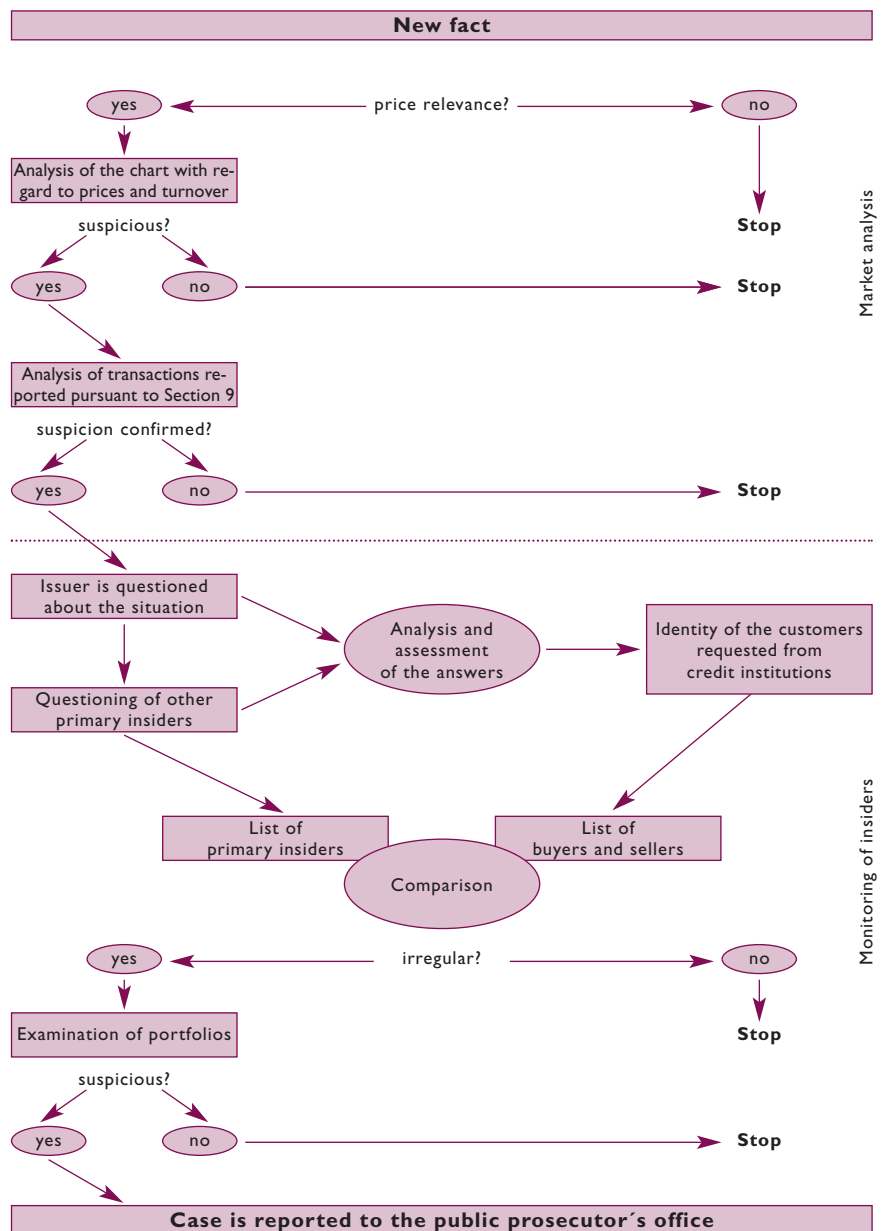 New fact
yes
price relevance?
no
Analysis of the chart with re-
gard to prices and turnover
Stop
suspicious?
yes
no
Stop
Market analysis
Analysis of transactions re-
ported pursuant to Section 9
suspicion confirmed?
yes
no
Stop
Issuer is questioned
about the situation
Analysis and
assessment
of the answers
Identity of the customers
requested from
credit institutions
Questioning of other
primary insiders
List of
primary insiders
List of
buyers and sellers
Comparison
Monitoring of insiders
yes
irregular?
no
Examination of portfolios
Stop
suspicious?
yes
no
Stop
Case is reported to the public prosecutor´s office